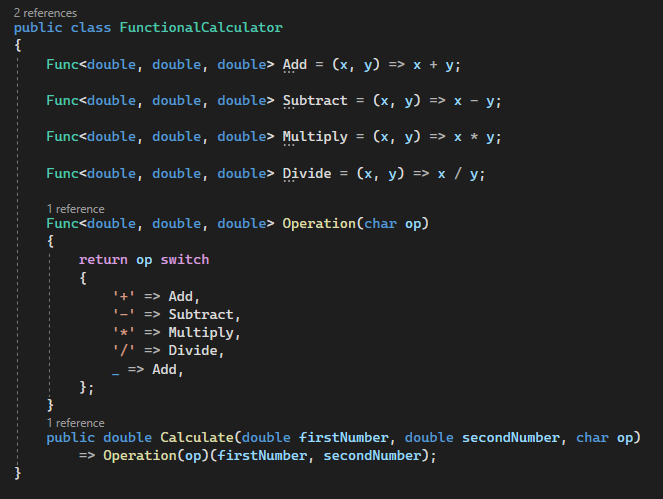 2 references
public class FunctionalCalculator
{
Func<double, double, double> Add = (x, y) => x + y;
Func<double, double, double> Subtract = (x, y) => x - y;
Func<double, double, double> Multiply = (x, y) => x * y;
Func<double, double, double> Divide = (x, y) => x / y;
1 reference
Func<double, double, double> Operation(char op)
{
return op switch
{
'+' => Add,
'-' => Subtract,
'*' => Multiply,
'/' => Divide,
_ => Add,
};
}
1 reference
public double Calculate(double firstNumber, double secondNumber, char op)
=> Operation(op)(firstNumber, secondNumber);
}